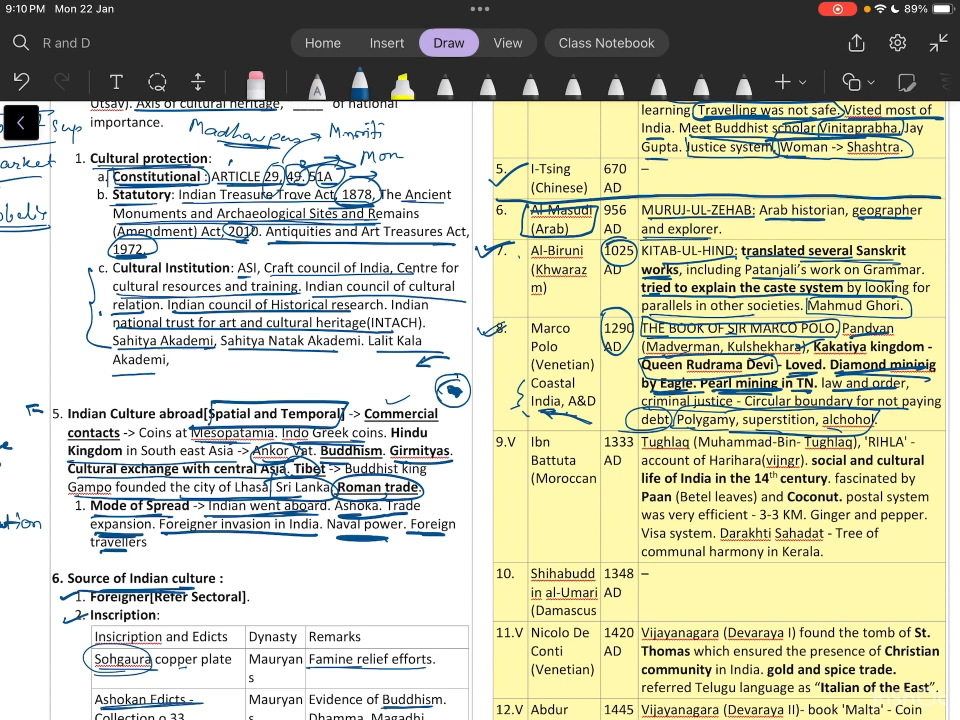 9:10 PM Mon 22 Jan
89%
R and D
Home Insert Draw View Class Notebook
T A
Utsav). Axis of cultural heritage, ____ of national
importance.
Madhavpur → Mmriti
Mon
1. Cultural protection:
a. Constitutional : ARTICLE 29, 49. 51A
b. Statutory: Indian Treasure Trove Act, 1878, The Ancient
Monuments and Archaeological Sites and Remains
(Amendment) Act, 2010. Antiquities and Art Treasures Act,
1972.
c. Cultural Institution: ASI, Craft council of India, Centre for
cultural resources and training. Indian council of cultural
relation. Indian council of Historical research. Indian
national trust for art and cultural heritage(INTACH).
Sahitya Akademi, Sahitya Natak Akademi. Lalit Kala
Akademi,
5. Indian Culture abroad[Spatial and Temporal] -> Commercial
contacts -> Coins at Mesopatamia. Indo Greek coins. Hindu
Kingdom in South east Asia -> Ankor Vat. Buddhism. Girmityas.
Cultural exchange with central Asia. Tibet -> Buddhist king
Gampo founded the city of Lhasa. Sri Lanka. Roman trade.
1. Mode of Spread -> Indian went aboard. Ashoka. Trade
expansion. Foreigner invasion in India. Naval power. Foreign
travellers
6. Source of Indian culture :
1. Foreigner[Refer Sectoral].
2. Inscription:
Insicription and Edicts Dynasty Remarks
Sohgaura copper plate Mauryans Famine relief efforts.
Ashokan Edicts - Mauryan Evidence of Buddhism.
Collection o 33 s Dhamma, Magadhi
learning Travelling was not safe. Visted most of
India. Meet Buddhist scholar Vinitaprabha, Jay
Gupta. Justice system, Woman -> Shashtra.
5. I-Tsing (Chinese) 670 AD –
6. Al Masudi (Arab) 956 AD MURUJ-UL-ZEHAB: Arab historian, geographer
and explorer.
7. Al-Biruni (Khwarazm) 1025 AD KITAB-UL-HIND: translated several Sanskrit
works, including Patanjali's work on Grammar.
tried to explain the caste system by looking for
parallels in other societies. Mahmud Ghori.
8. Marco Polo (Venetian) Coastal India, A&D 1290 AD THE BOOK OF SIR MARCO POLO. Pandyan
(Madverman, Kulshekhara), Kakatiya kingdom -
Queen Rudrama Devi - Loved. Diamond mininig
by Eagle. Pearl mining in TN. law and order,
criminal justice - Circular boundary for not paying
debt, Polygamy, superstition, alchohol.
9.V Ibn Battuta (Moroccan 1333 AD Tughlaq (Muhammad-Bin- Tughlaq), 'RIHLA' -
account of Harihara(vijngr). social and cultural
life of India in the 14th century. fascinated by
Paan (Betel leaves) and Coconut. postal system
was very efficient - 3-3 KM. Ginger and pepper.
Visa system. Darakhti Sahadat - Tree of
communal harmony in Kerala.
10. Shihabuddin al-Umari (Damascus 1348 AD –
11.V Nicolo De Conti (Venetian) 1420 AD Vijayanagara (Devaraya I) found the tomb of St.
Thomas which ensured the presence of Christian
community in India. gold and spice trade.
referred Telugu language as “Italian of the East”.
12.V Abdur 1445 Vijayanagara (Devaraya II)- book 'Malta' - Coin